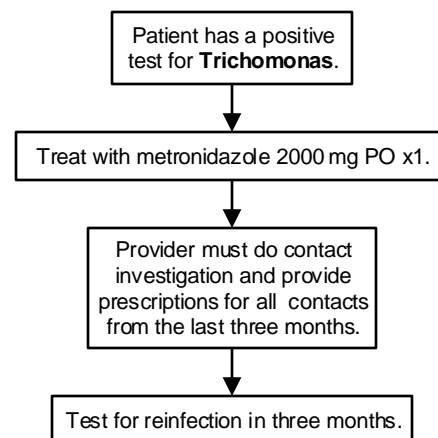 Patient has a positive
test for Trichomonas.
Treat with metronidazole 2000 mg PO x1.
Provider must do contact
investigation and provide
prescriptions for all contacts
from the last three months.
Test for reinfection in three months.